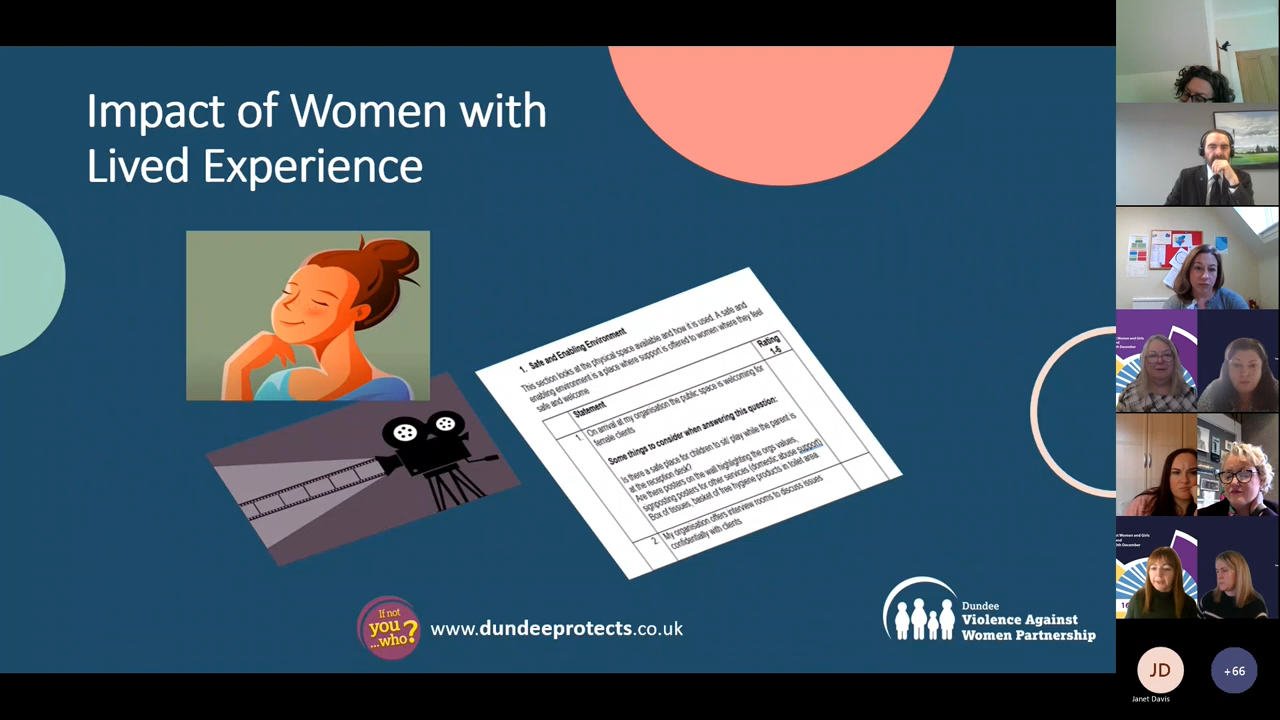 Impact of Women with
Lived Experience
1. Safe and Enabling Environment
This section looks at the physical space available and how it is used. A safe and
enabling environment is a place where support is offered to women where they feel
safe and welcome
Statement
Rating
1-6
1. On arrival at my organisation the public space is welcoming for
female clients
Some things to consider when answering this question:
Is there a safe place for children to sit/ play while the parent is
at the reception desk?
Are there posters on the wall highlighting the orgs values,
signposting posters for other services (domestic abuse support)
Box of tissues, basket of free hygiene products in toilet area
2. My organisation offers interview rooms to discuss issues
confidentially with clients
If not
you
...who?
www.dundeeprotects.co.uk
Dundee
Violence Against
Women Partnership
JD
Janet Davis
+66